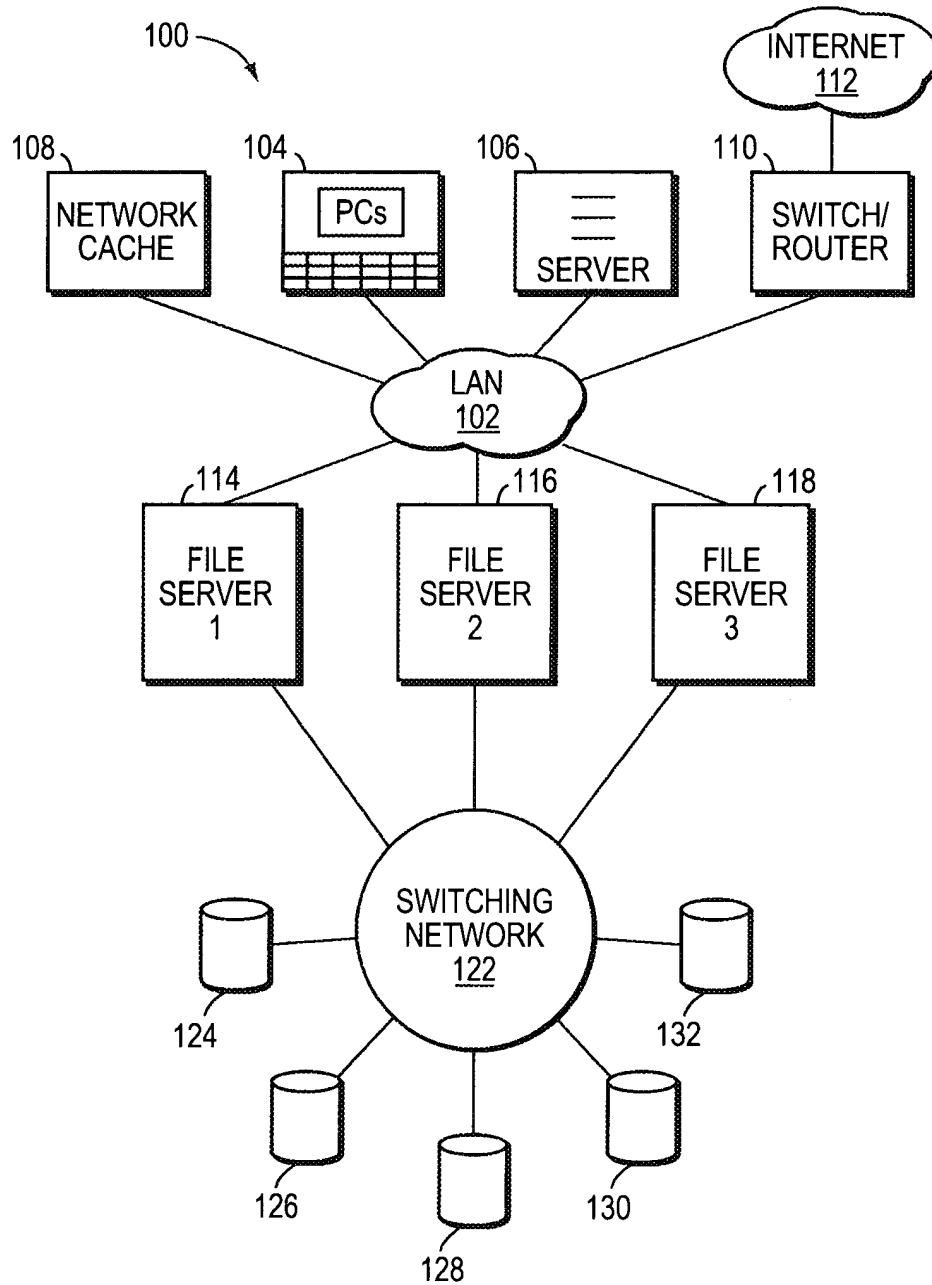 100
INTERNET
112
108
104
106
110
NETWORK
CACHE
PCs
SERVER
SWITCH/
ROUTER
LAN
102
114
116
118
FILE
SERVER
1
FILE
SERVER
2
FILE
SERVER
3
SWITCHING
NETWORK
122
124
132
126
130
128